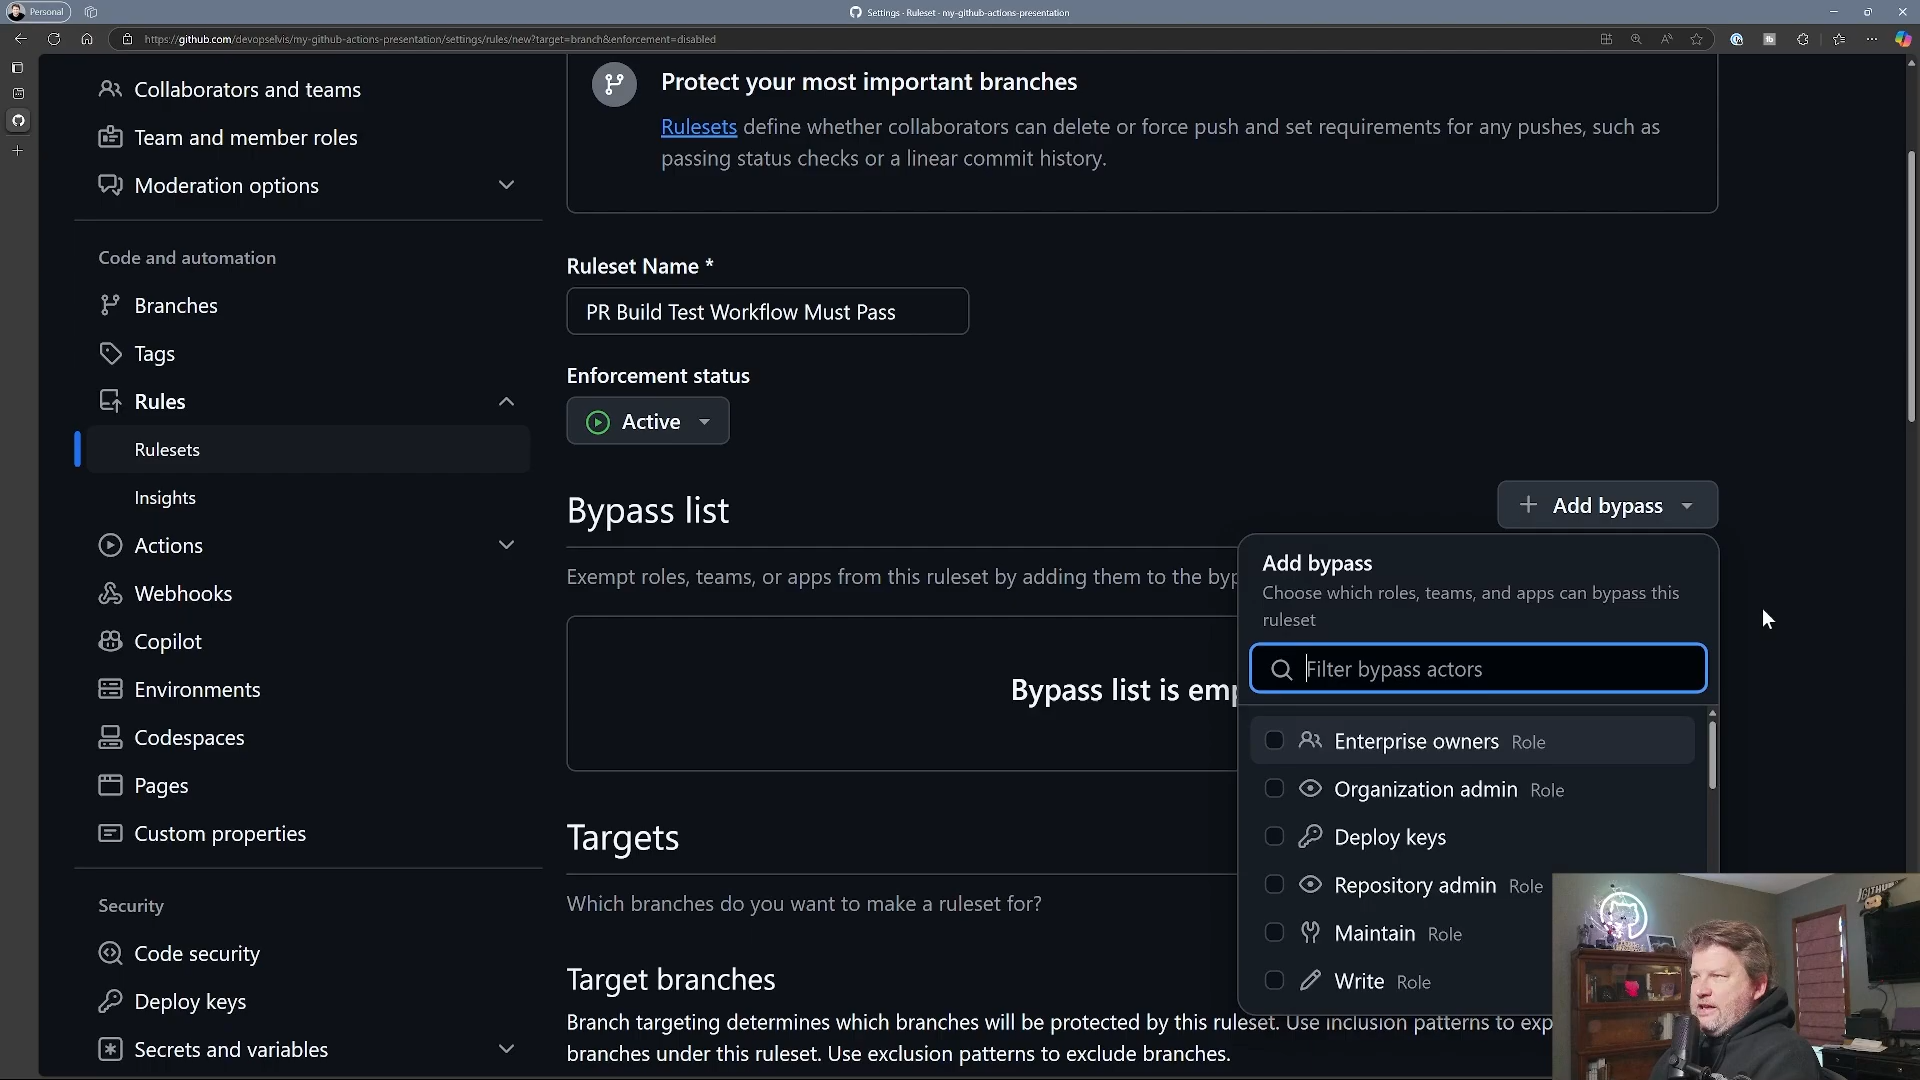 Personal
Settings - Ruleset - my-github-actions-presentation
https://github.com/devopselvis/my-github-actions-presentation/settings/rules/new?target=branch&enforcement=disabled
Collaborators and teams
Team and member roles
Moderation options
Code and automation
Branches
Tags
Rules
Rulesets
Insights
Actions
Webhooks
Copilot
Environments
Codespaces
Pages
Custom properties
Security
Code security
Deploy keys
Secrets and variables
Protect your most important branches
Rulesets define whether collaborators can delete or force push and set requirements for any pushes, such as
passing status checks or a linear commit history.
Ruleset Name *
PR Build Test Workflow Must Pass
Enforcement status
Active
Bypass list
Add bypass
Exempt roles, teams, or apps from this ruleset by adding them to the byp
Bypass list is emp
Add bypass
Choose which roles, teams, and apps can bypass this
ruleset
Filter bypass actors
Enterprise owners Role
Organization admin Role
Deploy keys
Repository admin Role
Maintain Role
Write Role
Targets
Which branches do you want to make a ruleset for?
Target branches
Branch targeting determines which branches will be protected by this ruleset. Use inclusion patterns to exp
branches under this ruleset. Use exclusion patterns to exclude branches.